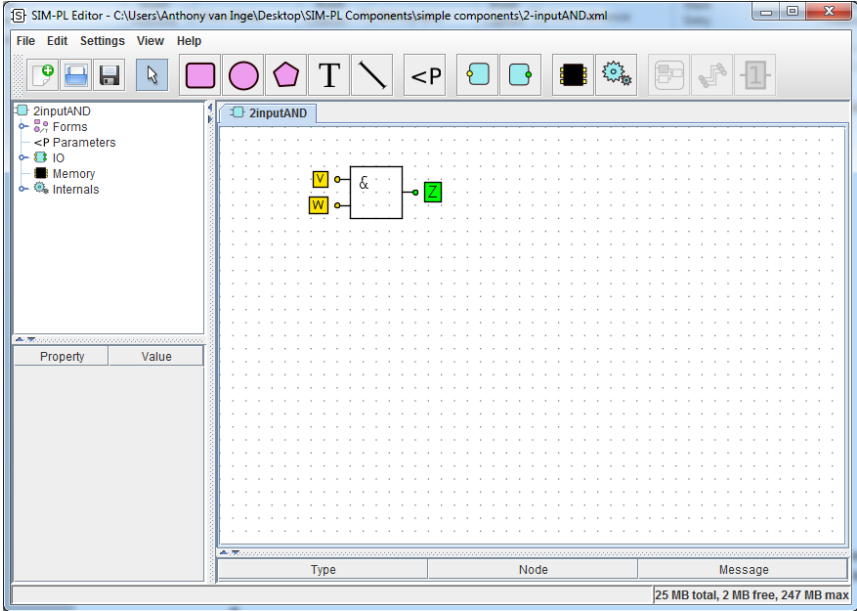 SIM-PL Editor - C:\Users\Anthony van Inge\Desktop\SIM-PL Components\simple components\2-inputAND.xml
File Edit Settings View Help
T <P 1
2inputAND
Forms
<P Parameters
IO
Memory
Internals
Property Value
2inputAND
V & Z
W
Type Node Message
25 MB total, 2 MB free, 247 MB max